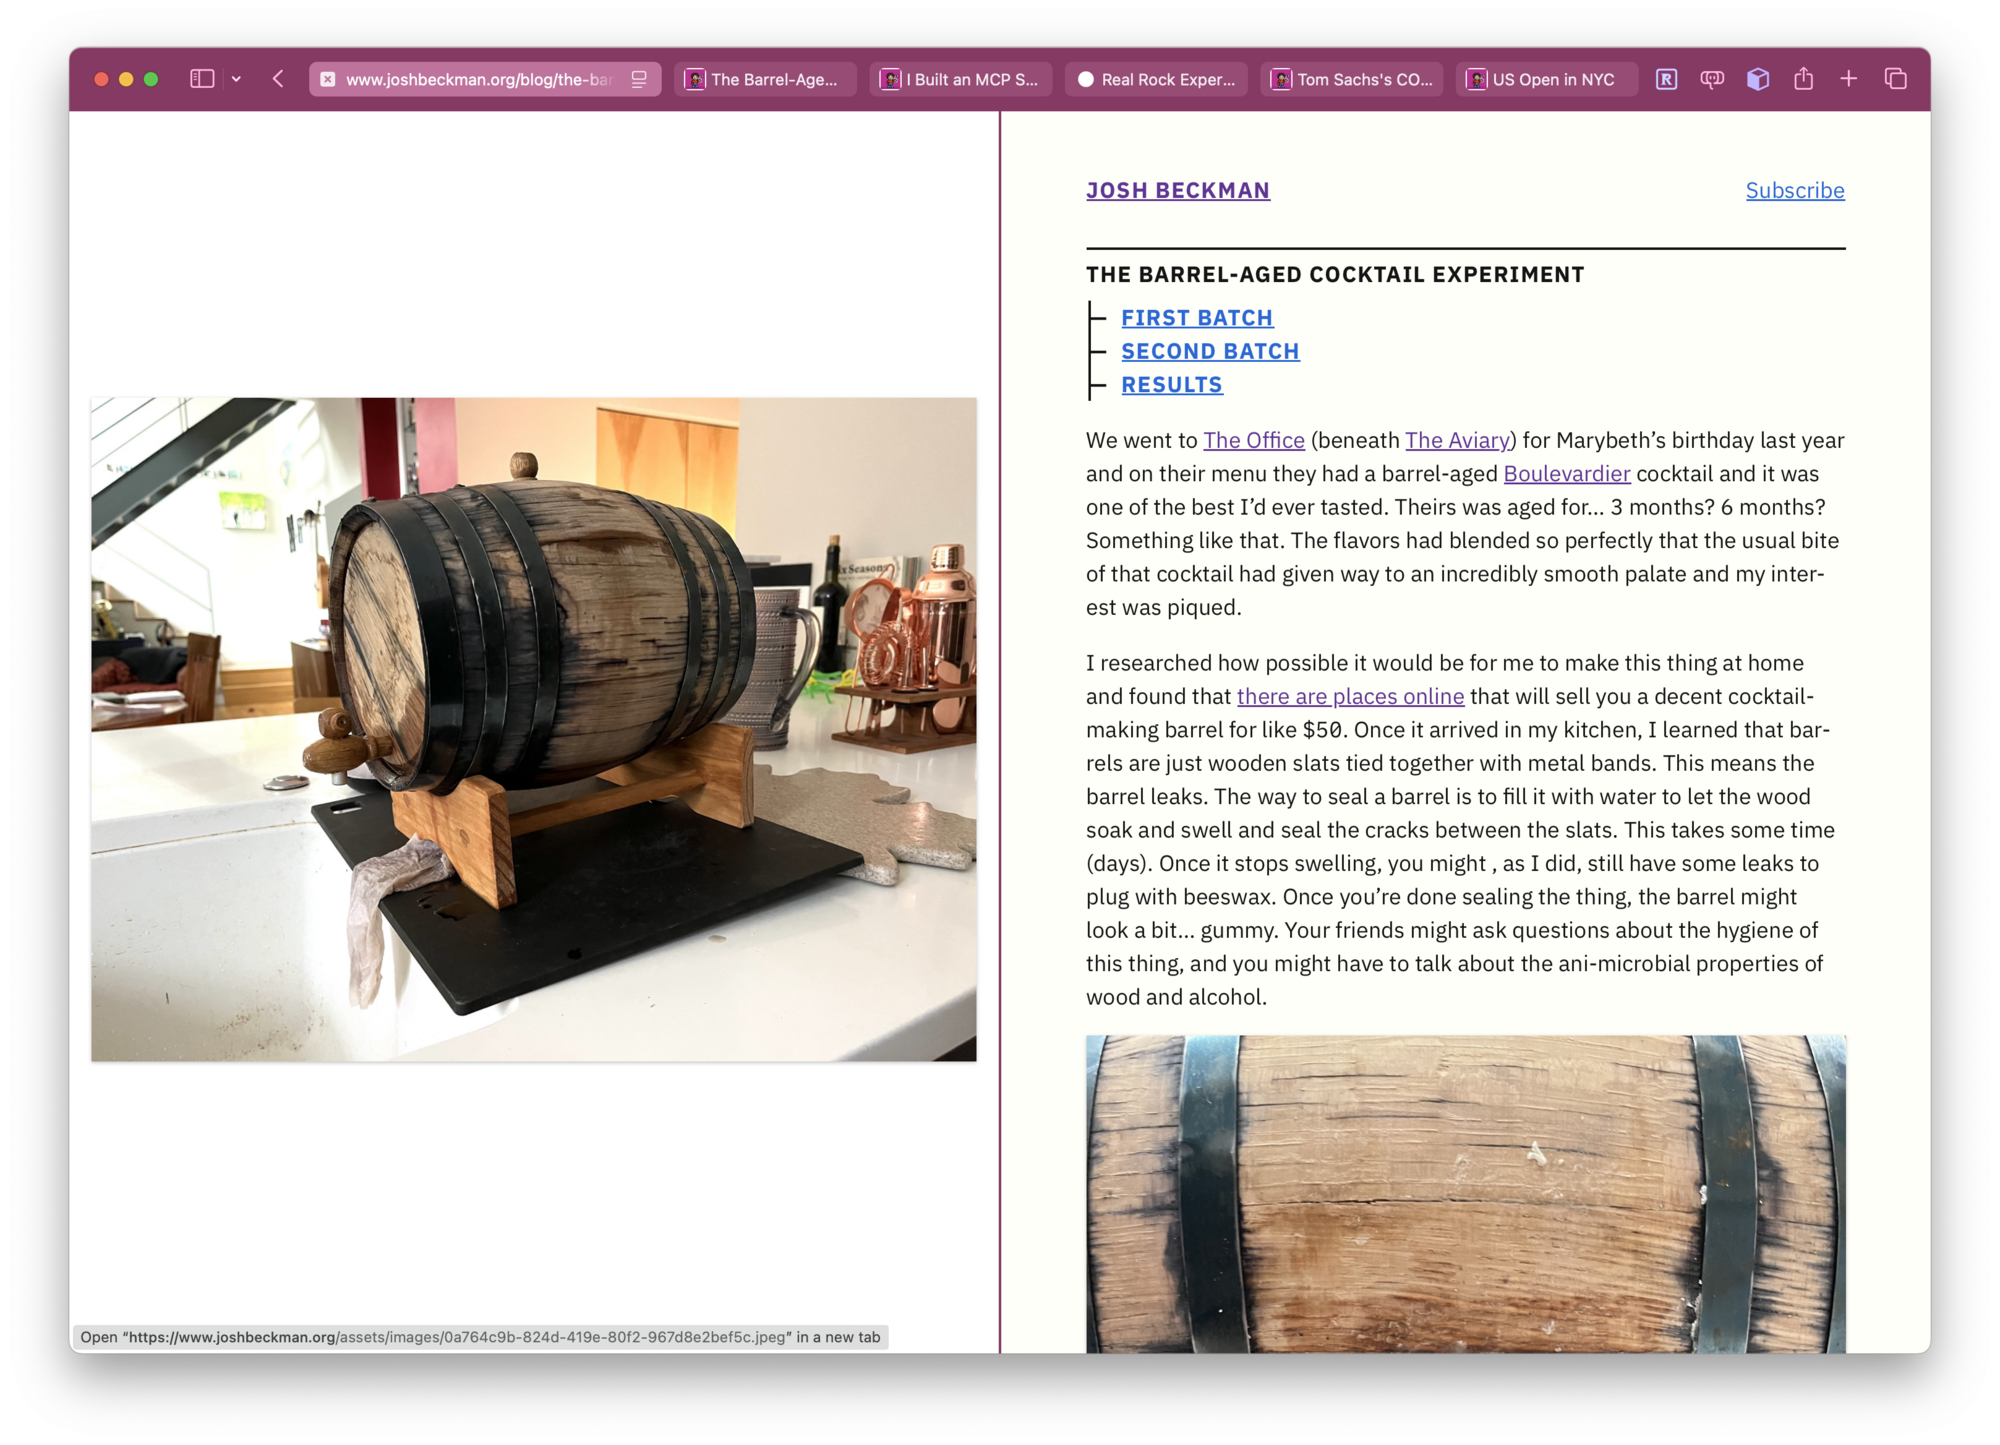 www.joshbeckman.org/blog/the-bar
The Barrel-Age...
I Built an MCP S...
Real Rock Exper...
Tom Sachs's CO...
US Open in NYC
R
JOSH BECKMAN
Subscribe
THE BARREL-AGED COCKTAIL EXPERIMENT
FIRST BATCH
SECOND BATCH
RESULTS
We went to The Office (beneath The Aviary) for Marybeth’s birthday last year
and on their menu they had a barrel-aged Boulevardier cocktail and it was
one of the best I’d ever tasted. Theirs was aged for… 3 months? 6 months?
Something like that. The flavors had blended so perfectly that the usual bite
of that cocktail had given way to an incredibly smooth palate and my inter-
est was piqued.
I researched how possible it would be for me to make this thing at home
and found that there are places online that will sell you a decent cocktail-
making barrel for like $50. Once it arrived in my kitchen, I learned that bar-
rels are just wooden slats tied together with metal bands. This means the
barrel leaks. The way to seal a barrel is to fill it with water to let the wood
soak and swell and seal the cracks between the slats. This takes some time
(days). Once it stops swelling, you might , as I did, still have some leaks to
plug with beeswax. Once you’re done sealing the thing, the barrel might
look a bit… gummy. Your friends might ask questions about the hygiene of
this thing, and you might have to talk about the ani-microbial properties of
wood and alcohol.
Seasons
Open “https://www.joshbeckman.org/assets/images/0a764c9b-824d-419e-80f2-967d8e2bef5c.jpeg” in a new tab